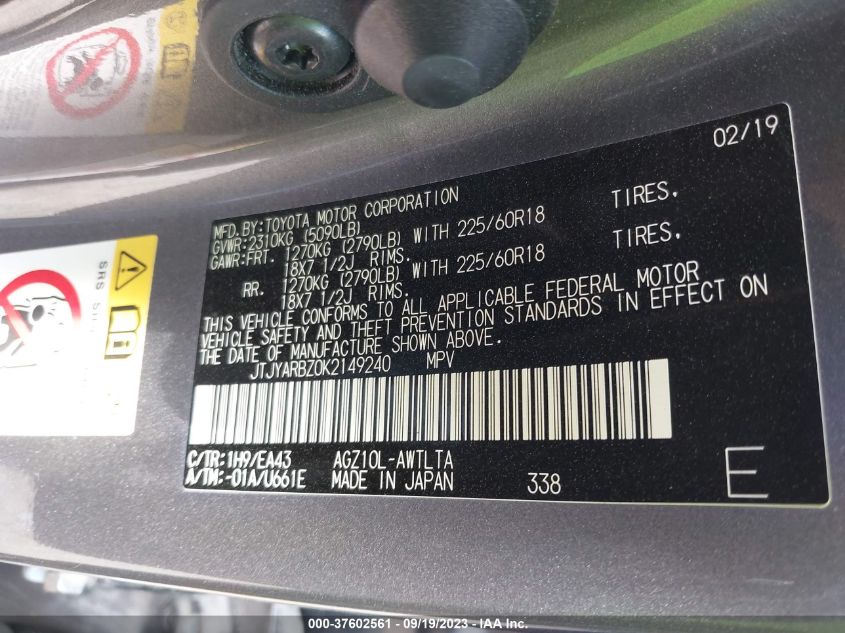 02/19
MFD.BY:TOYOTA MOTOR CORPORATION
GVWR:2310KG (5090LB)
GAWR:FRT. 1270KG (2790LB) WITH 225/60R18 TIRES,
18X7 1/2J RIMS.
RR. 1270KG (2790LB) WITH 225/60R18 TIRES,
18X7 1/2J RIMS.
THIS VEHICLE CONFORMS TO ALL APPLICABLE FEDERAL MOTOR
VEHICLE SAFETY AND THEFT PREVENTION STANDARDS IN EFFECT ON
THE DATE OF MANUFACTURE SHOWN ABOVE.
JTJYARBZ0K2149240 MPV
C/TR:1H9/EA43 AGZ10L-AWTLTA
A/TM:-01A/U661E MADE IN JAPAN 338 E
SRS
000-37602561 - 09/19/2023 - IAA Inc.